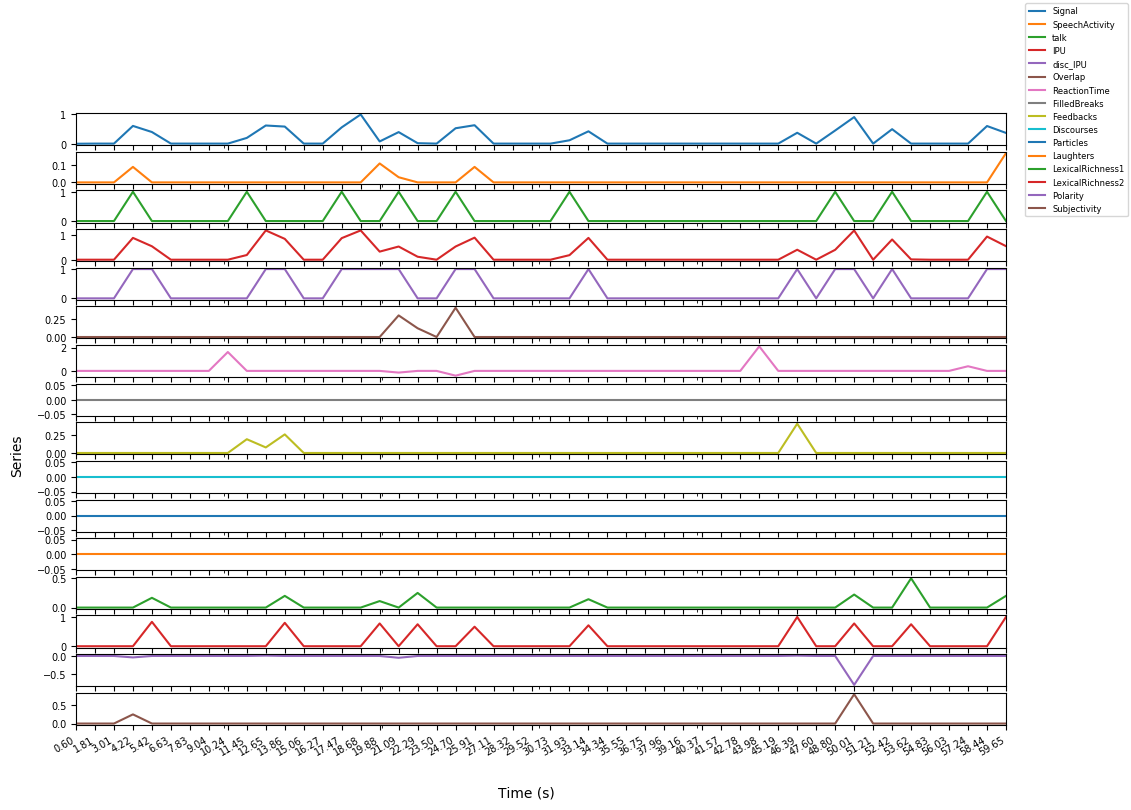 Signal
SpeechActivity
talk
IPU
disc_IPU
Overlap
ReactionTime
FilledBreaks
Feedbacks
Discourses
Particles
Laughters
LexicalRichness1
LexicalRichness2
Polarity
Subjectivity
1
0
0.1
0.0
1
0
1
0
1
0
0.25
0.00
2
0
0.05
0.00
−0.05
0.25
0.00
0.05
0.00
−0.05
0.05
0.00
−0.05
0.05
0.00
−0.05
0.5
0.0
1
0
0.0
−0.5
0.5
0.0
Series
0.60 1.81 3.01 4.22 5.42 6.63 7.83 9.04 10.24 11.45 12.65 13.86 15.06 16.27 17.47 18.68 19.88 21.09 22.29 23.50 24.70 25.91 27.11 28.32 29.52 30.73 31.93 33.14 34.34 35.55 36.75 37.96 39.16 40.37 41.57 42.78 43.98 45.19 46.39 47.60 48.80 50.01 51.21 52.42 53.62 54.83 56.03 57.24 58.44 59.65
Time (s)